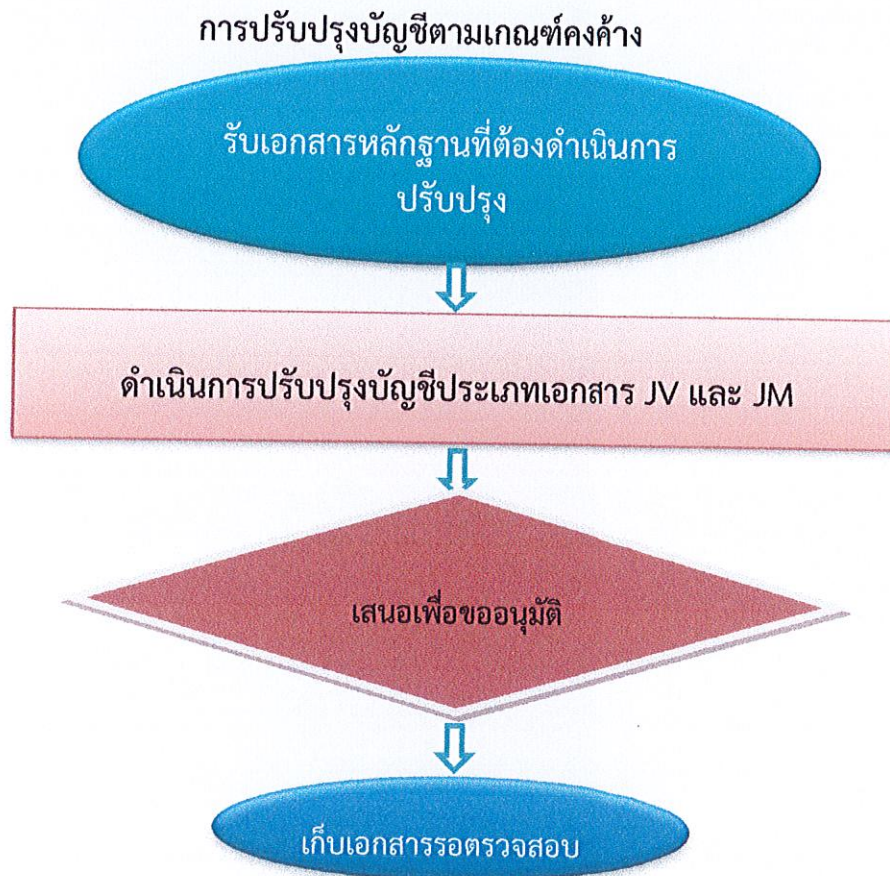 การปรับปรุงบัญชีตามเกณฑ์คงค้าง
รับเอกสารหลักฐานที่ต้องดำเนินการ
ปรับปรุง
ดำเนินการปรับปรุงบัญชีประเภทเอกสาร JV และ JM
เสนอเพื่อขออนุมัติ
เก็บเอกสารรอตรวจสอบ